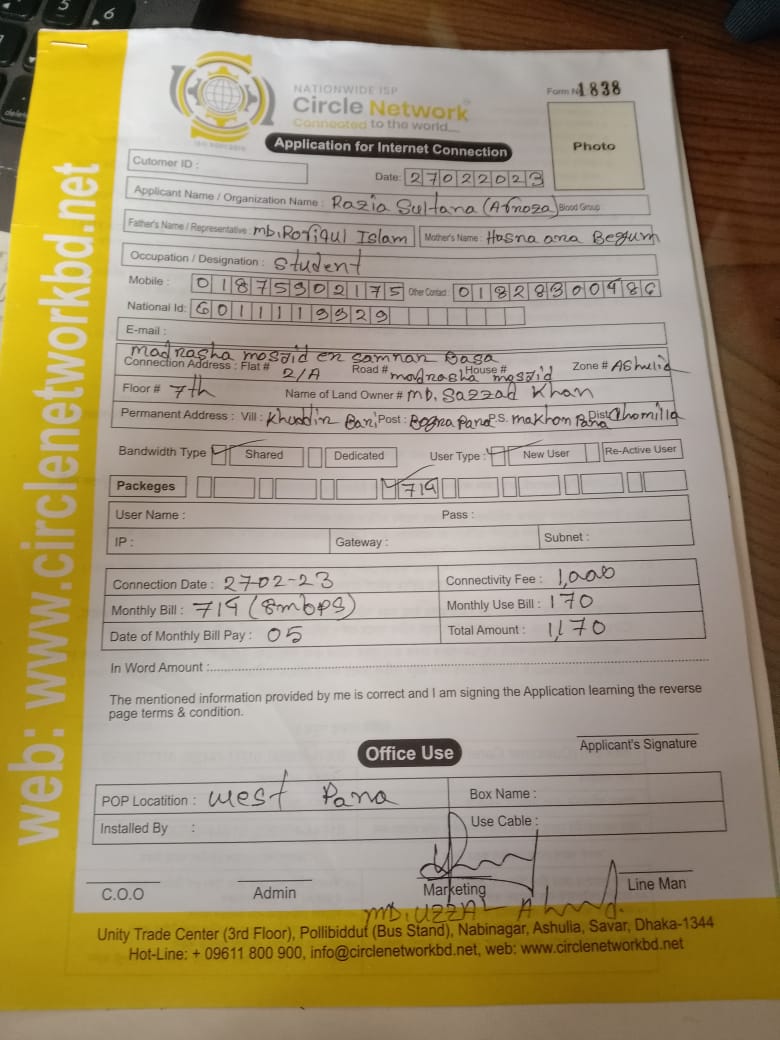 5
6
delete
NATIONWIDE ISP
Circle Network
Connected to the world....
Form No 1838
Photo
Application for Internet Connection
Cutomer ID :
Date: 27022023
Applicant Name / Organization Name : Razia Sultana (Afroza) Blood Group
Father's Name / Representative : mD. Rofiqul Islam Mother's Name : Hasna ana Begum
Occupation / Designation : Student
Mobile : 01875902175 Other Contact : 018283004
National Id: 6011119929
E-mail :
madrasha mosjid er samnar Basa
Connection Address : Flat # 2/A Road # madrasha House # mosjid Zone # AShulia
Floor # 7th Name of Land Owner # MD. Sazzad Khan
Permanent Address : Vill : Bari Post : P.S. Dist
Bandwidth Type Shared Dedicated User Type : New User Re-Active User
Packeges 719
User Name : Pass :
IP : Gateway : Subnet :
Connection Date : 2702-23 Connectivity Fee : 1,000
Monthly Bill : 719 (8mbps) Monthly Use Bill : 170
Date of Monthly Bill Pay : 05 Total Amount : 1,170
In Word Amount :
The mentioned information provided by me is correct and I am signing the Application learning the reverse
page terms & condition.
Applicant's Signature
Office Use
POP Locatition : West Para Box Name :
Installed By : Use Cable :
C.O.O Admin Marketing Line Man
MD. UZZAL Ahmd.
Unity Trade Center (3rd Floor), Pollibiddut (Bus Stand), Nabinagar, Ashulia, Savar, Dhaka-1344
Hot-Line: + 09611 800 900, info@circlenetworkbd.net, web: www.circlenetworkbd.net
web: www.circlenetworkbd.net